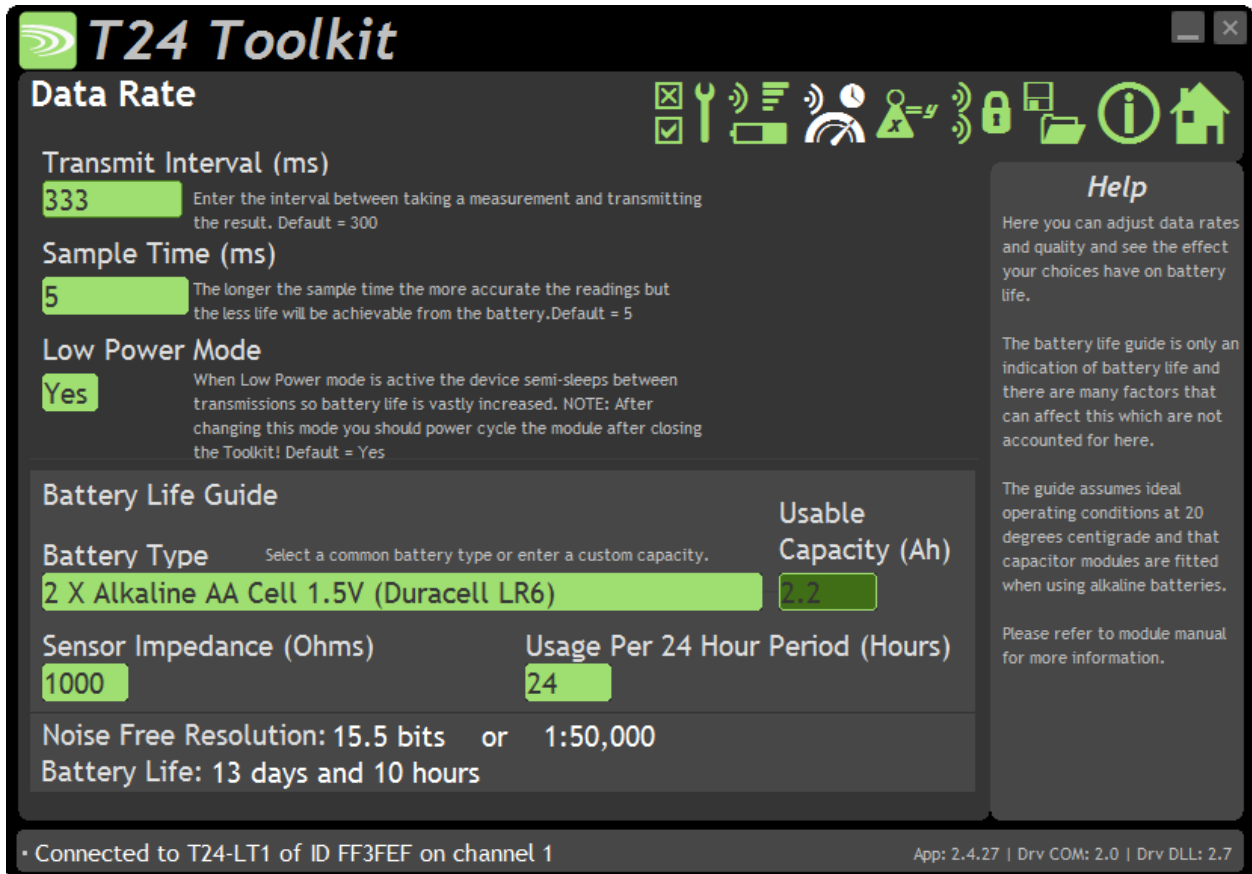 T24 Toolkit
Data Rate
x=y
Transmit Interval (ms)
333
Enter the interval between taking a measurement and transmitting
the result. Default = 300
Sample Time (ms)
5
The longer the sample time the more accurate the readings but
the less life will be achievable from the battery.Default = 5
Low Power Mode
Yes
When Low Power mode is active the device semi-sleeps between
transmissions so battery life is vastly increased. NOTE: After
changing this mode you should power cycle the module after closing
the Toolkit! Default = Yes
Battery Life Guide
Battery Type
Select a common battery type or enter a custom capacity.
Usable
Capacity (Ah)
2 X Alkaline AA Cell 1.5V (Duracell LR6)
2.2
Sensor Impedance (Ohms)
Usage Per 24 Hour Period (Hours)
1000
24
Noise Free Resolution: 15.5 bits or 1:50,000
Battery Life: 13 days and 10 hours
Help
Here you can adjust data rates
and quality and see the effect
your choices have on battery
life.
The battery life guide is only an
indication of battery life and
there are many factors that
can affect this which are not
accounted for here.
The guide assumes ideal
operating conditions at 20
degrees centigrade and that
capacitor modules are fitted
when using alkaline batteries.
Please refer to module manual
for more information.
Connected to T24-LT1 of ID FF3FEF on channel 1
App: 2.4.27 | Drv COM: 2.0 | Drv DLL: 2.7